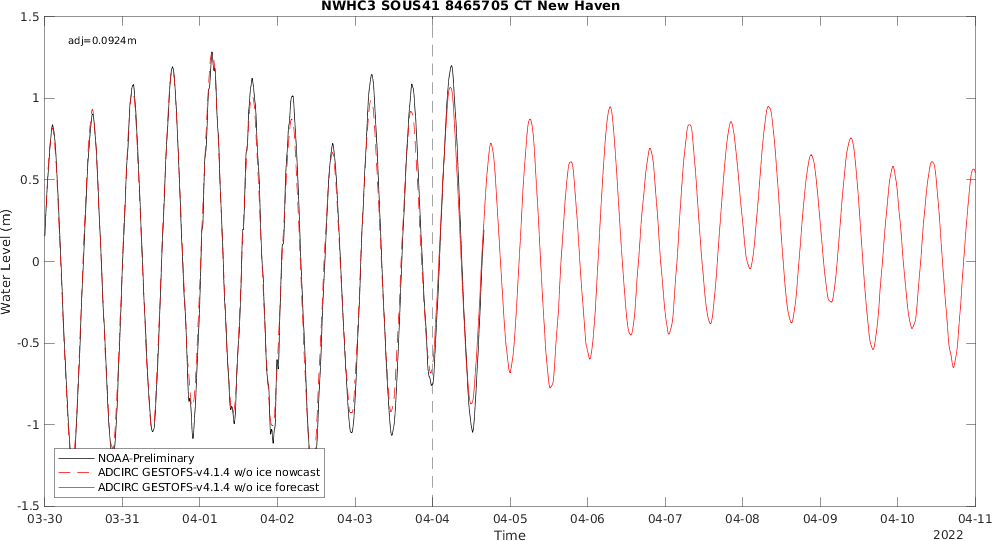 NWHC3 SOUS41 8465705 CT New Haven
adj=0.0924m
1.5
1
0.5
0
-0.5
-1
-1.5
Water Level (m)
NOAA-Preliminary
ADCIRC GESTOFS-v4.1.4 w/o ice nowcast
ADCIRC GESTOFS-v4.1.4 w/o ice forecast
03-30 03-31 04-01 04-02 04-03 04-04 04-05 04-06 04-07 04-08 04-09 04-10 04-11
Time
2022